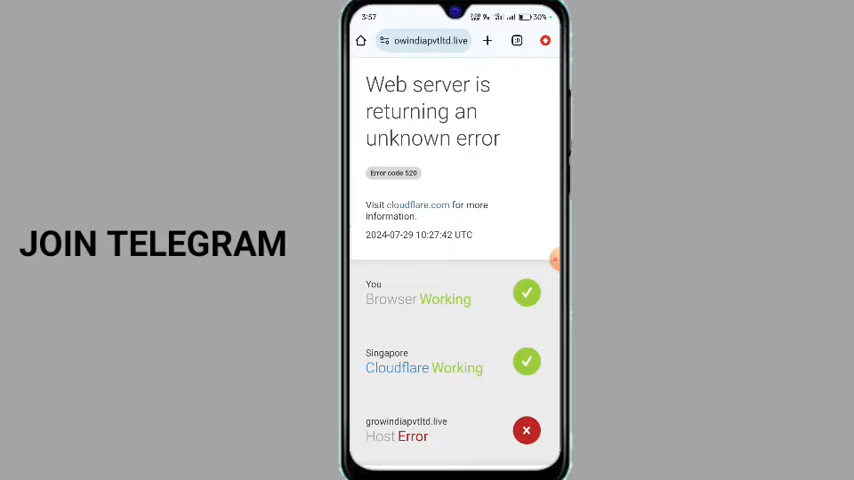 3:57
30%
owindiapvtltd.live
Web server is
returning an
unknown error
Error code 520
Visit cloudflare.com for more
information.
2024-07-29 10:27:42 UTC
JOIN TELEGRAM
You
Browser Working
Singapore
Cloudflare Working
growindiapvtltd.live
Host Error